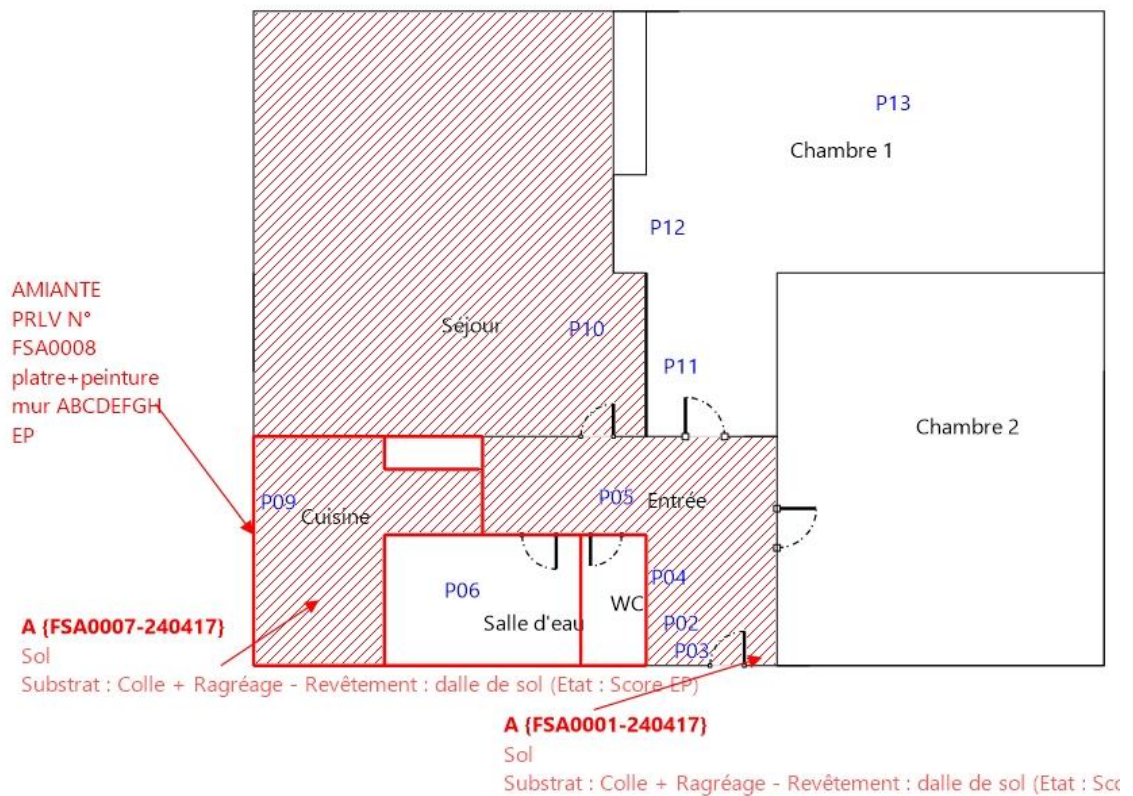 P13
Chambre 1
P12
AMIANTE
PRLV N°
FSA0008
platre+peinture
mur ABCDEFGH
EP
Séjour
P10
P11
Chambre 2
P09
Cuisine
P05
Entrée
P06
P04
WC
Salle d'eau
P02
P03
A {FSA0007-240417}
Sol
Substrat : Colle + Ragréage - Revêtement : dalle de sol (Etat : Score EP)
A {FSA0001-240417}
Sol
Substrat : Colle + Ragréage - Revêtement : dalle de sol (Etat :